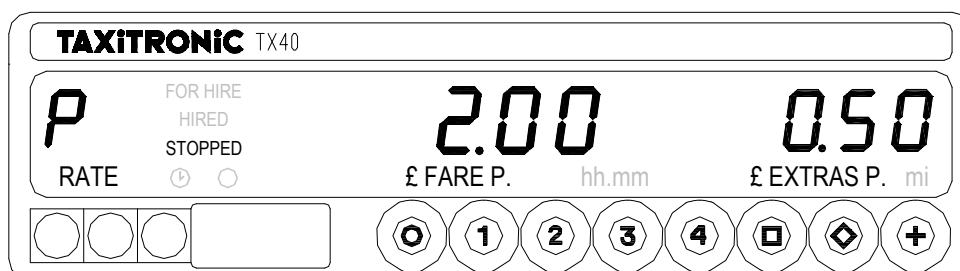 TAXiTRONiC TX40
P 2.00 0.50
FOR HIRE
HIRED
STOPPED
RATE £ FARE P. hh.mm £ EXTRAS P. mi
1 2 3 4 +